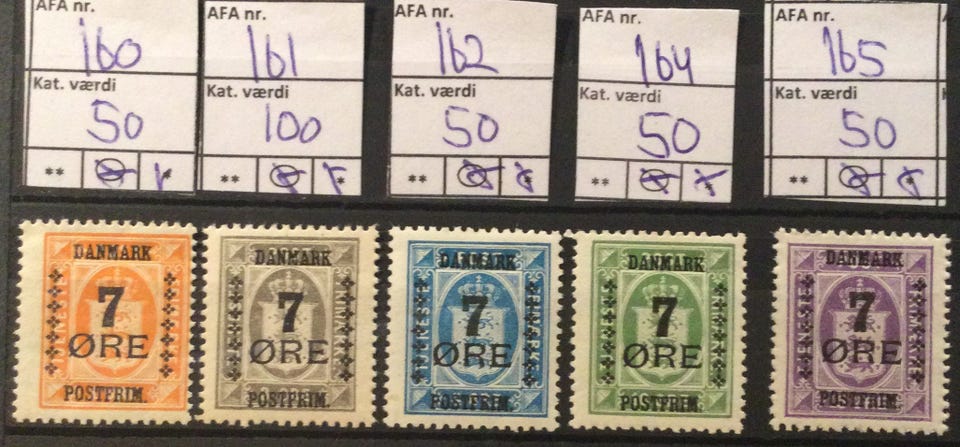 AFA nr.
160
Kat. værdi
50
**
*
AFA nr.
161
Kat. værdi
100
**
*
AFA nr.
162
Kat. værdi
50
**
*
AFA nr.
164
Kat. værdi
50
**
*
AFA nr.
165
Kat. værdi
50
**
*
DANMARK
7
ØRE
POSTFRIM.
DANMARK
7
ØRE
POSTFRIM.
DANMARK
7
ØRE
POSTFRIM.
DANMARK
7
ØRE
POSTFRIM.
DANMARK
7
ØRE
POSTFRIM.